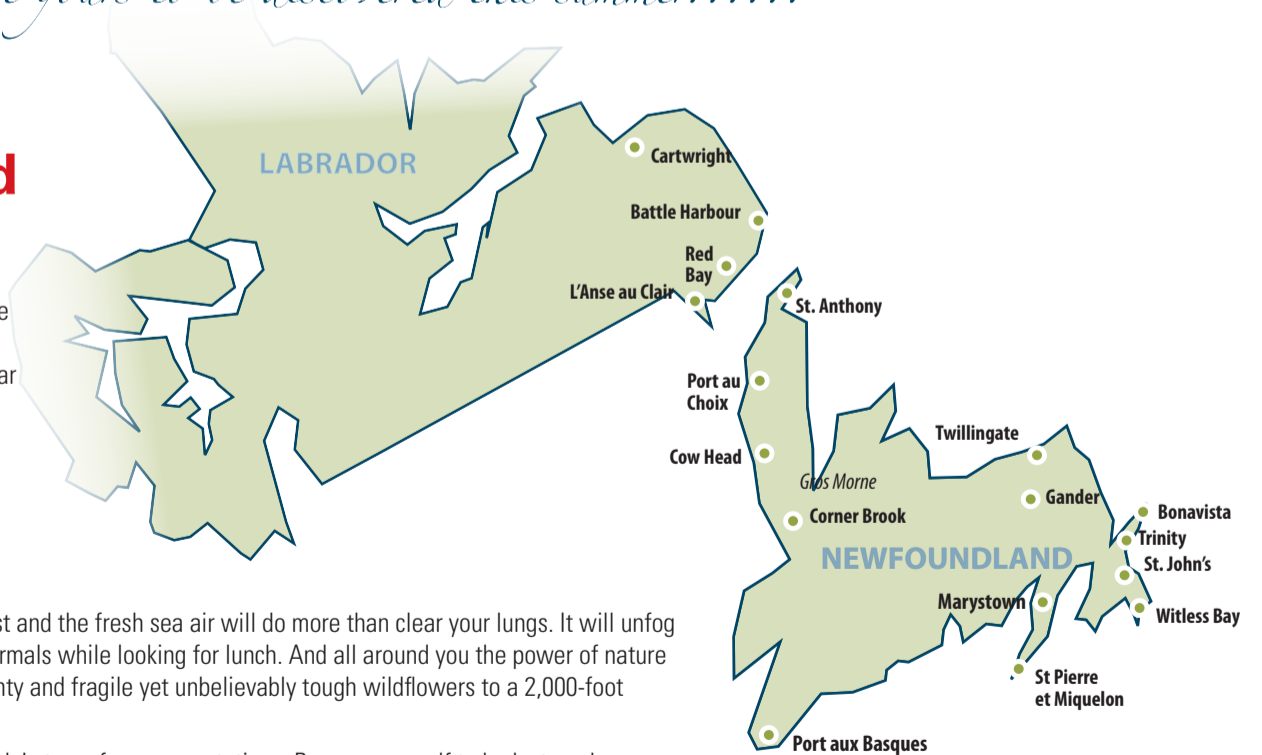 LABRADOR
Cartwright
Battle Harbour
Red
Bay
L'Anse au Clair
St. Anthony
ar
Port au
Choix
Twillingate
Cow Head
Gros Morne
Gander
Corner Brook
Bonavista
Trinity
NEWFOUNDLAND
St. John's
Marystown
Witless Bay
st and the fresh sea air will do more than clear your lungs. It will unfog
rmals while looking for lunch. And all around you the power of nature
nty and fragile yet unbelievably tough wildflowers to a 2,000-foot
St Pierre
et Miquelon
Port aux Basques